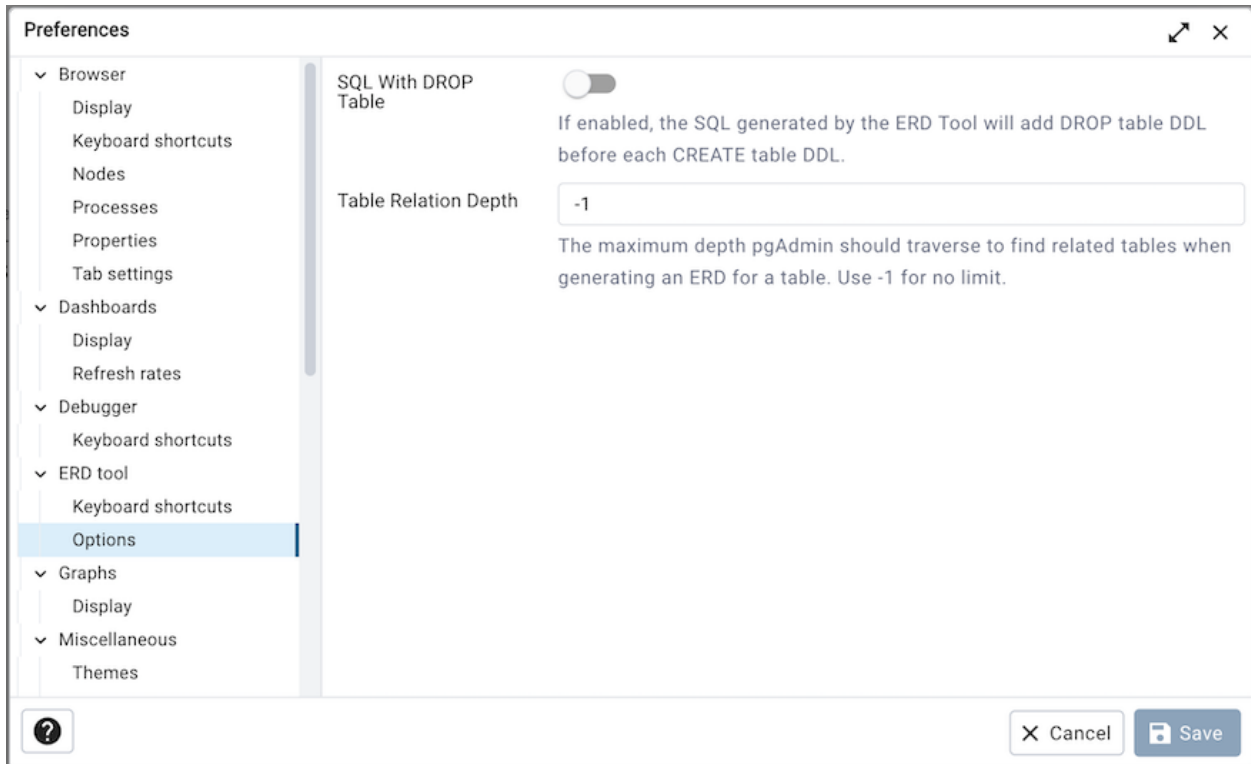 Preferences
Browser
Display
Keyboard shortcuts
Nodes
Processes
Properties
Tab settings
Dashboards
Display
Refresh rates
Debugger
Keyboard shortcuts
ERD tool
Keyboard shortcuts
Options
Graphs
Display
Miscellaneous
Themes
SQL With DROP
Table
If enabled, the SQL generated by the ERD Tool will add DROP table DDL
before each CREATE table DDL.
Table Relation Depth
-1
The maximum depth pgAdmin should traverse to find related tables when
generating an ERD for a table. Use -1 for no limit.
Cancel
Save